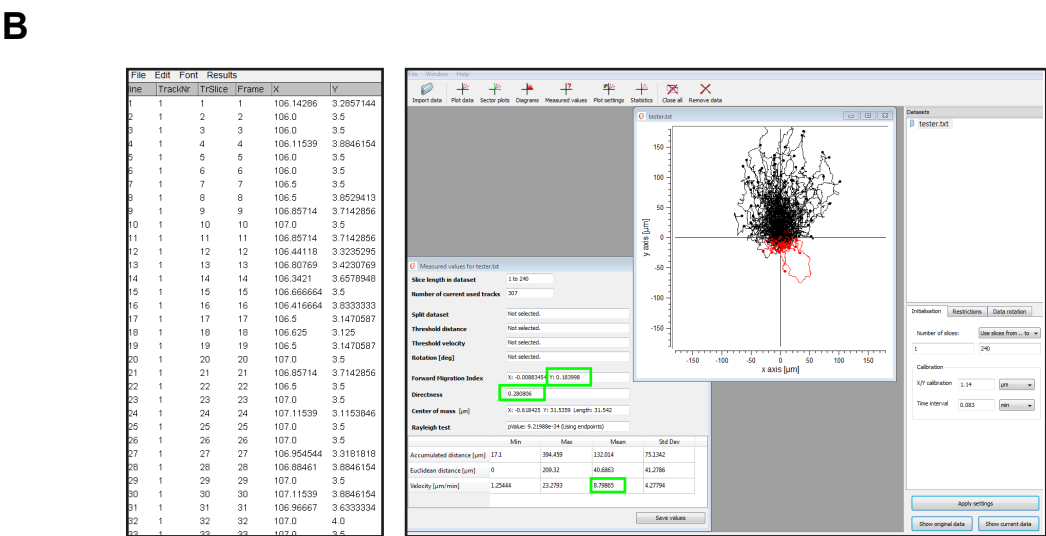 B
File Edit Font Results
line TrackNr TrSlice Frame X Y
1 1 1 1 106.14286 3.2857144
2 1 2 2 106.0 3.5
3 1 3 3 106.0 3.5
4 1 4 4 106.11539 3.8846154
5 1 5 5 106.0 3.5
6 1 6 6 106.0 3.5
7 1 7 7 106.5 3.5
8 1 8 8 106.5 3.8529413
9 1 9 9 106.85714 3.7142856
10 1 10 10 107.0 3.5
11 1 11 11 106.85714 3.7142856
12 1 12 12 106.44118 3.3235295
13 1 13 13 106.80769 3.4230769
14 1 14 14 106.3421 3.6578948
15 1 15 15 106.666664 3.5
16 1 16 16 106.416664 3.8333333
17 1 17 17 106.5 3.1470587
18 1 18 18 106.625 3.125
19 1 19 19 106.5 3.1470587
20 1 20 20 107.0 3.5
21 1 21 21 106.85714 3.7142856
22 1 22 22 106.5 3.5
23 1 23 23 107.0 3.5
24 1 24 24 107.11539 3.1153846
25 1 25 25 107.0 3.5
26 1 26 26 107.0 3.5
27 1 27 27 106.954544 3.3181818
28 1 28 28 106.88461 3.8846154
29 1 29 29 107.0 3.5
30 1 30 30 107.11539 3.8846154
31 1 31 31 106.96667 3.6333334
32 1 32 32 107.0 4.0
33 1 33 33 107.0 3.5
File Window Help
Import data Plot data Sector plots Diagrams Measured values Plot settings Statistics Close all Remove data
tester.txt
150
100
50
0
-50
-100
-150
y axis [µm]
-150 -100 -50 0 50 100 150
x axis [µm]
Measured values for tester.txt
Slice length in dataset 1 to 240
Number of current used tracks 307
Split dataset Not selected.
Threshold distance Not selected.
Threshold velocity Not selected.
Rotation [deg] Not selected.
Forward Migration Index X: -0.00883454 Y: 0.183998
Directness 0.280806
Center of mass [µm] X: -0.618425 Y: 31.5359 Length: 31.542
Rayleigh test pValue: 9.21988e-34 (Using endpoints)
Min Max Mean Std Dev
Accumulated distance [µm] 17.1 394.459 132.014 75.1342
Euclidean distance [µm] 0 209.32 40.6863 41.2786
Velocity [µm/min] 1.25444 23.2793 8.79865 4.27794
Save values
Datasets
tester.txt
Initialisation Restrictions Data rotation
Number of slices: Use slices from .. to
1 240
Calibration
X/Y calibration 1.14 µm
Time interval 0.083 min
Apply settings
Show original data Show current data